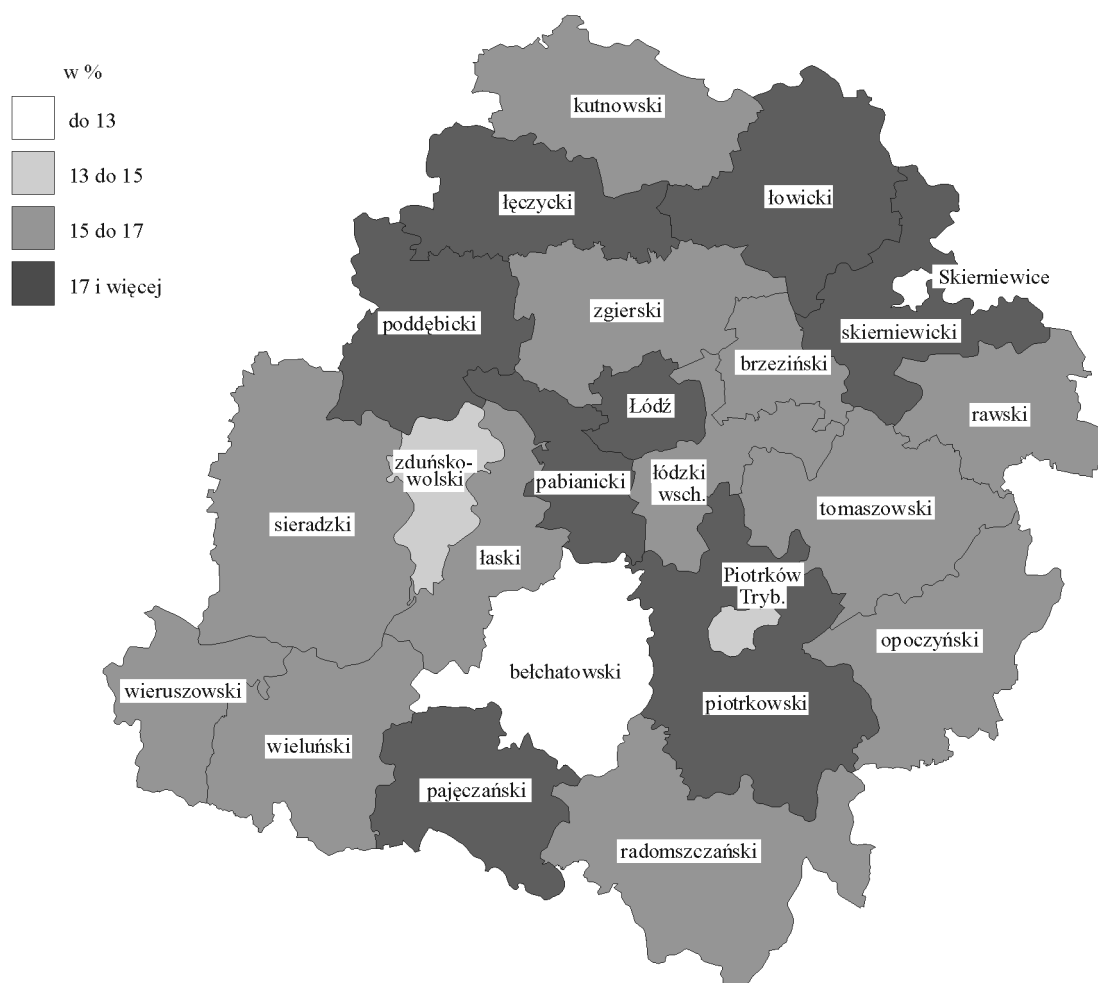 w %
do 13
13 do 15
15 do 17
17 i więcej
kutnowski
łęczycki
łowicki
Skierniewice
zgierski
poddębicki
skierniewicki
brzeziński
Łódź
rawski
zduńsko-
wolski
pabianicki
łódzki
wsch.
tomaszowski
sieradzki
łaski
Piotrków
Tryb.
opoczyński
bełchatowski
wieruszowski
piotrkowski
wieluński
pajęczański
radomszczański